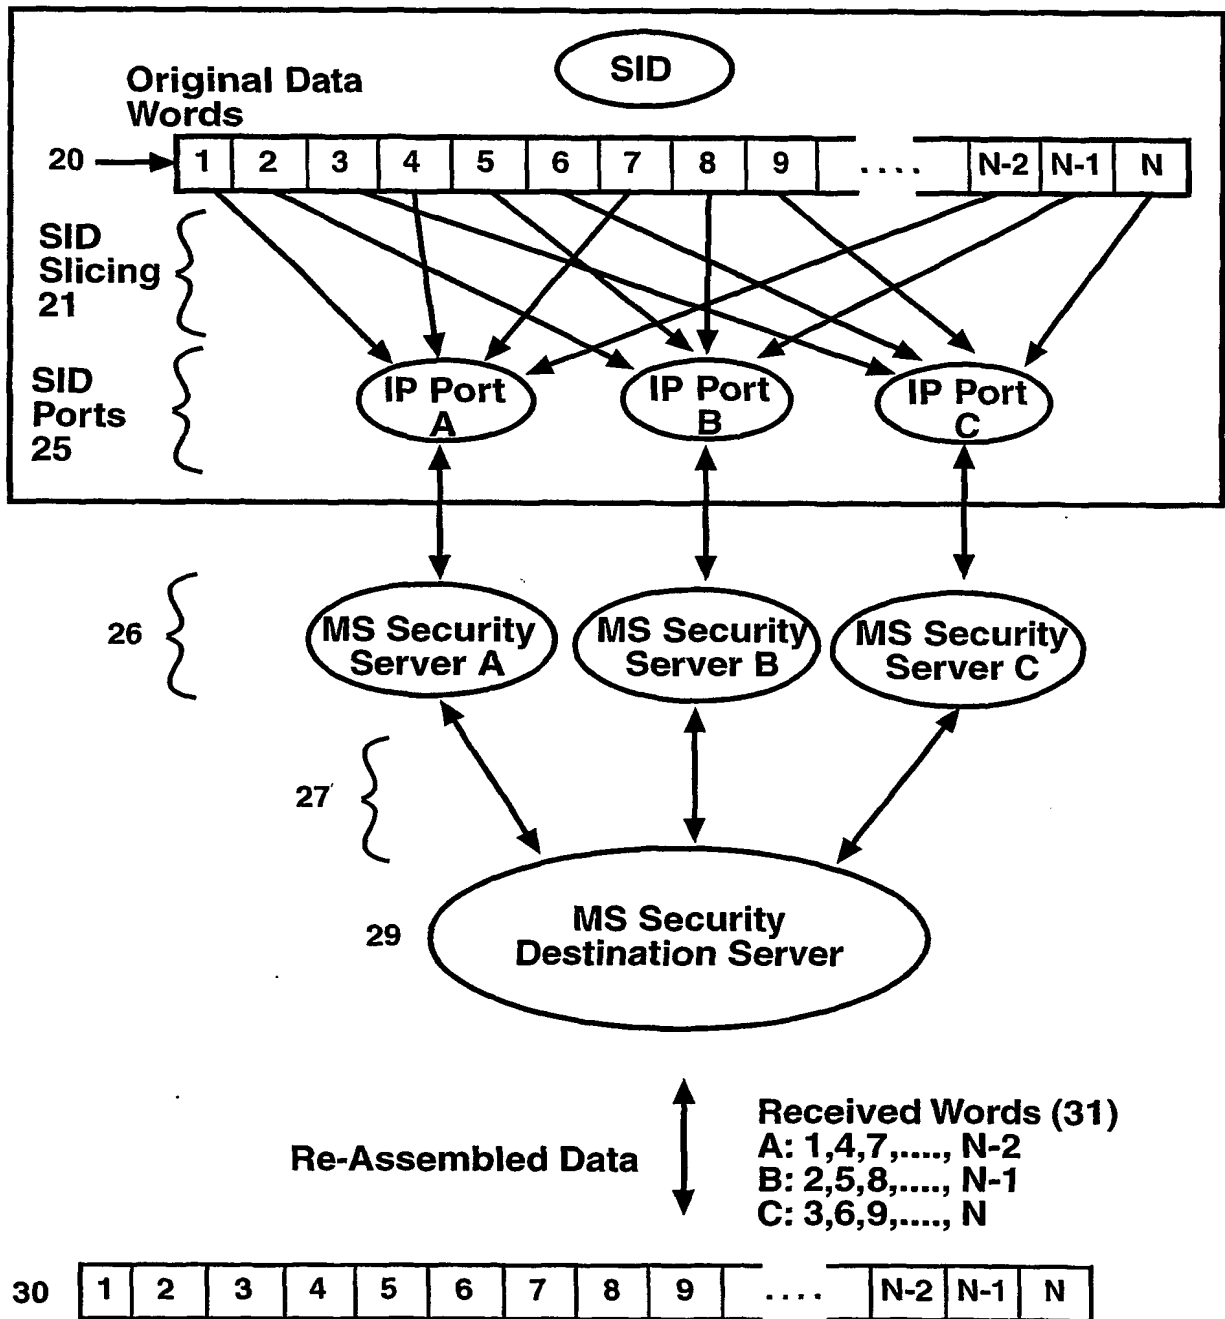 SID
Original Data
Words
20
1 2 3 4 5 6 7 8 9 .... N-2 N-1 N
SID
Slicing
21
SID
Ports
25
IP Port
A
IP Port
B
IP Port
C
26
MS Security
Server A
MS Security
Server B
MS Security
Server C
27
29
MS Security
Destination Server
Re-Assembled Data
Received Words (31)
A: 1,4,7,...., N-2
B: 2,5,8,...., N-1
C: 3,6,9,...., N
30
1 2 3 4 5 6 7 8 9 .... N-2 N-1 N